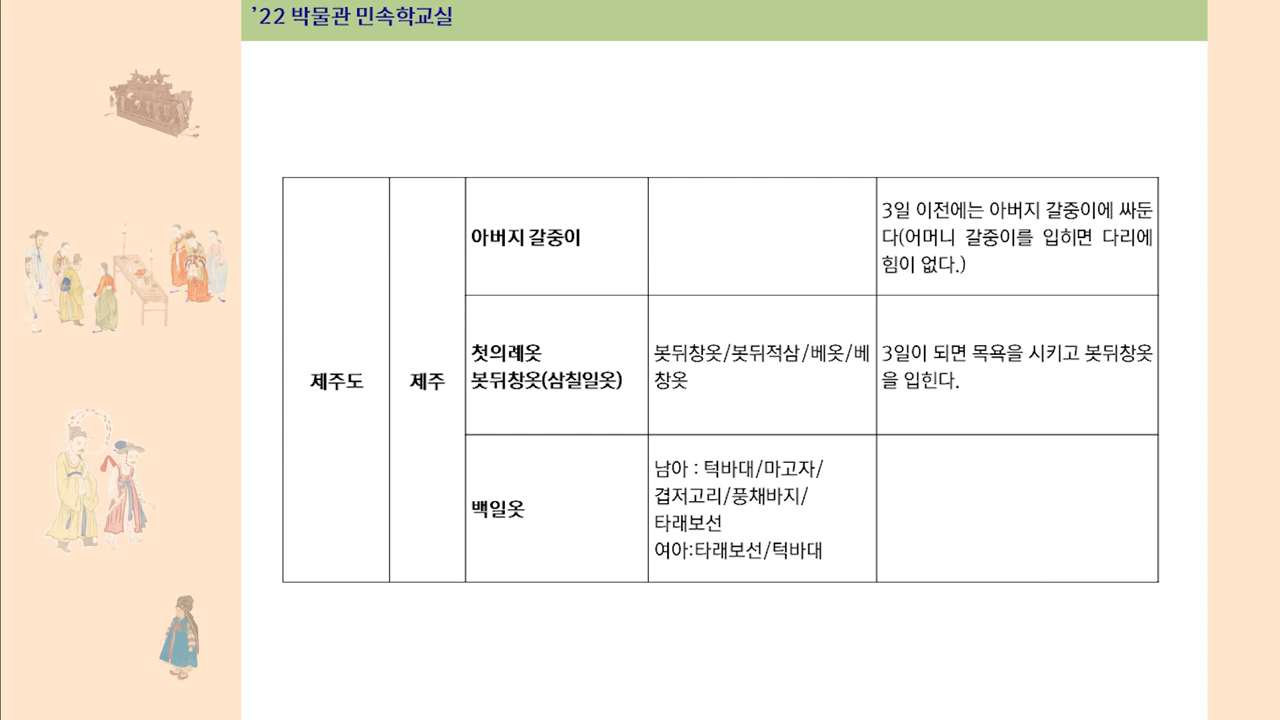 ’22 박물관 민속학교실
제주도
제주
아버지 갈중이
3일 이전에는 아버지 갈중이에 싸둔
다(어머니 갈중이를 입히면 다리에
힘이 없다.)
첫의례옷
봇뒤창옷(삼칠일옷)
봇뒤창옷/봇뒤적삼/베옷/베
창옷
3일이 되면 목욕을 시키고 봇뒤창옷
을 입힌다.
백일옷
남아 : 턱바대/마고자/
겹저고리/풍채바지/
타래보선
여아:타래보선/턱바대